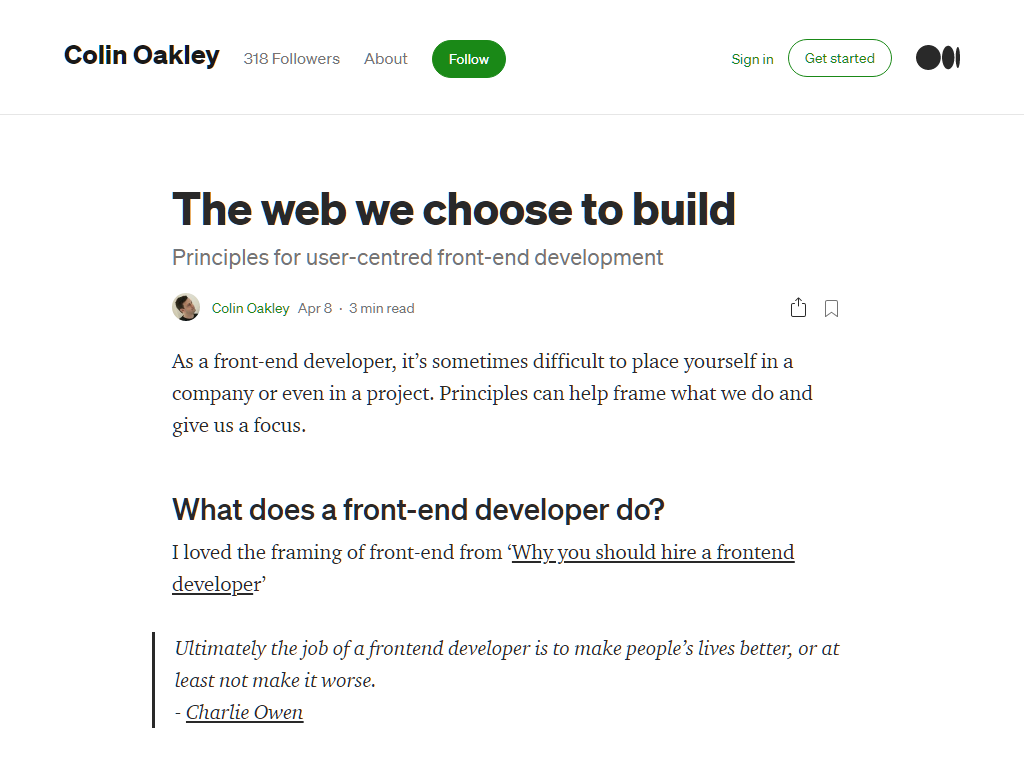 Colin Oakley 318 Followers About Follow Sign in Get started
The web we choose to build
Principles for user-centred front-end development
Colin Oakley Apr 8 · 3 min read
As a front-end developer, it’s sometimes difficult to place yourself in a
company or even in a project. Principles can help frame what we do and
give us a focus.
What does a front-end developer do?
I loved the framing of front-end from ‘Why you should hire a frontend
developer’
Ultimately the job of a frontend developer is to make people’s lives better, or at
least not make it worse.
- Charlie Owen